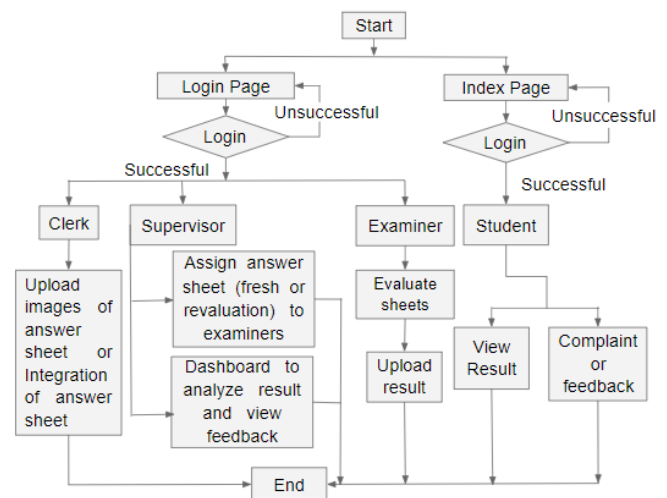 Start
Login Page
Index Page
Unsuccessful
Unsuccessful
Login
Login
Successful
Successful
Clerk
Supervisor
Examiner
Student
Upload
images of
answer
sheet or
Integration
of answer
sheet
Assign answer
sheet (fresh or
revaluation) to
examiners
Dashboard to
analyze result
and view
feedback
Evaluate
sheets
Upload
result
View
Result
Complaint
or
feedback
End